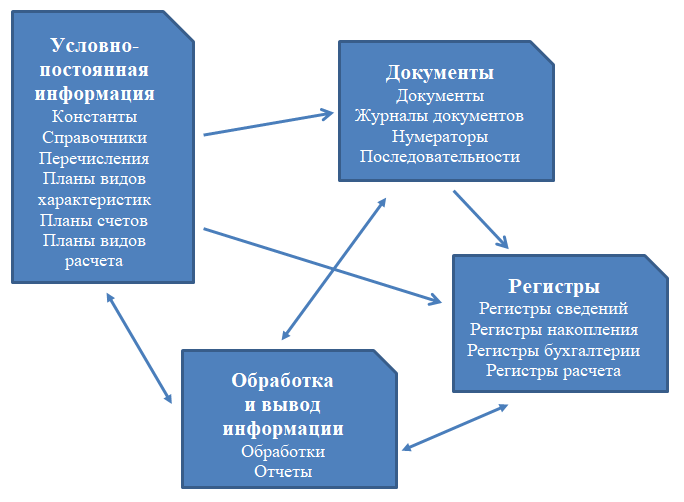 Условно-
постоянная
информация
Константы
Справочники
Перечисления
Планы видов
характеристик
Планы счетов
Планы видов
расчета
Документы
Документы
Журналы документов
Нумераторы
Последовательности
Регистры
Регистры сведений
Регистры накопления
Регистры бухгалтерии
Регистры расчета
Обработка
и вывод
информации
Обработки
Отчеты